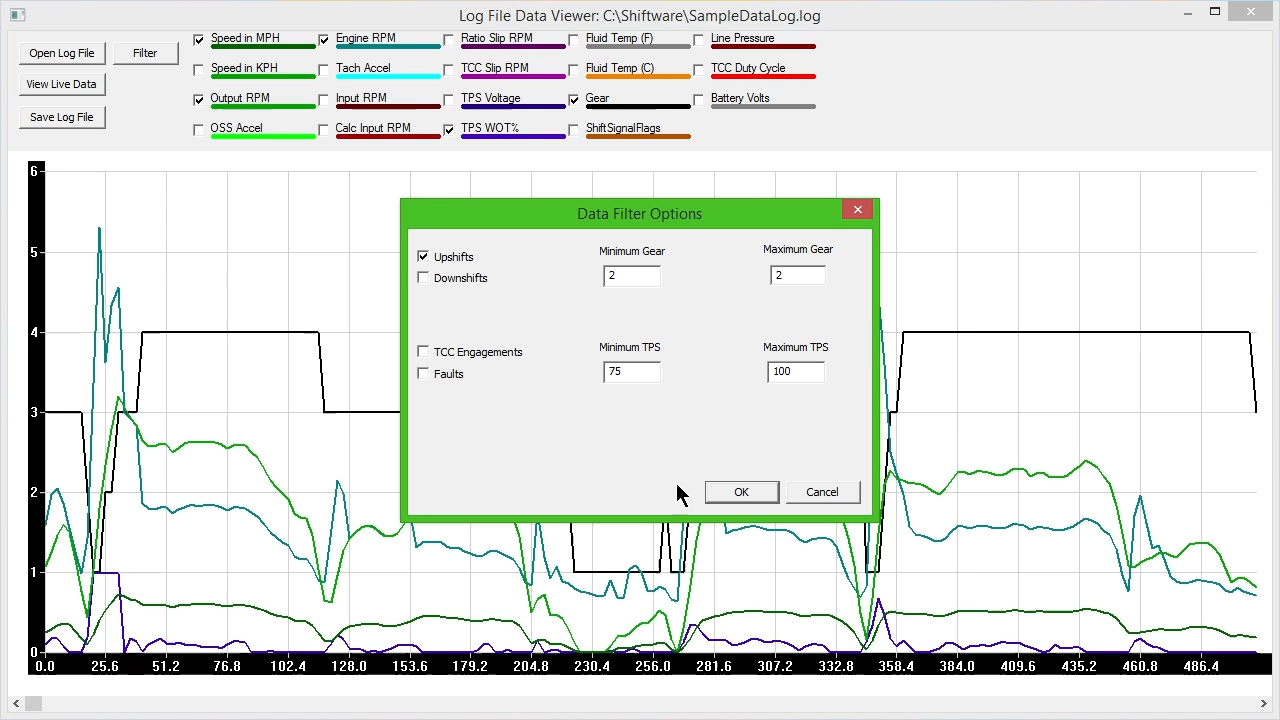 Log File Data Viewer: C:\Shiftware\SampleDataLog.log
Open Log File
Filter
View Live Data
Save Log File
Speed in MPH
Engine RPM
Ratio Slip RPM
Fluid Temp (F)
Line Pressure
Speed in KPH
Tach Accel
TCC Slip RPM
Fluid Temp (C)
TCC Duty Cycle
Output RPM
Input RPM
TPS Voltage
Gear
Battery Volts
OSS Accel
Calc Input RPM
TPS WOT%
ShiftSignalFlags
Data Filter Options
Upshifts
Downshifts
Minimum Gear
Maximum Gear
2
2
TCC Engagements
Faults
Minimum TPS
Maximum TPS
75
100
OK
Cancel
6
5
4
3
2
1
0
0.0 25.6 51.2 76.8 102.4 128.0 153.6 179.2 204.8 230.4 256.0 281.6 307.2 332.8 358.4 384.0 409.6 435.2 460.8 486.4